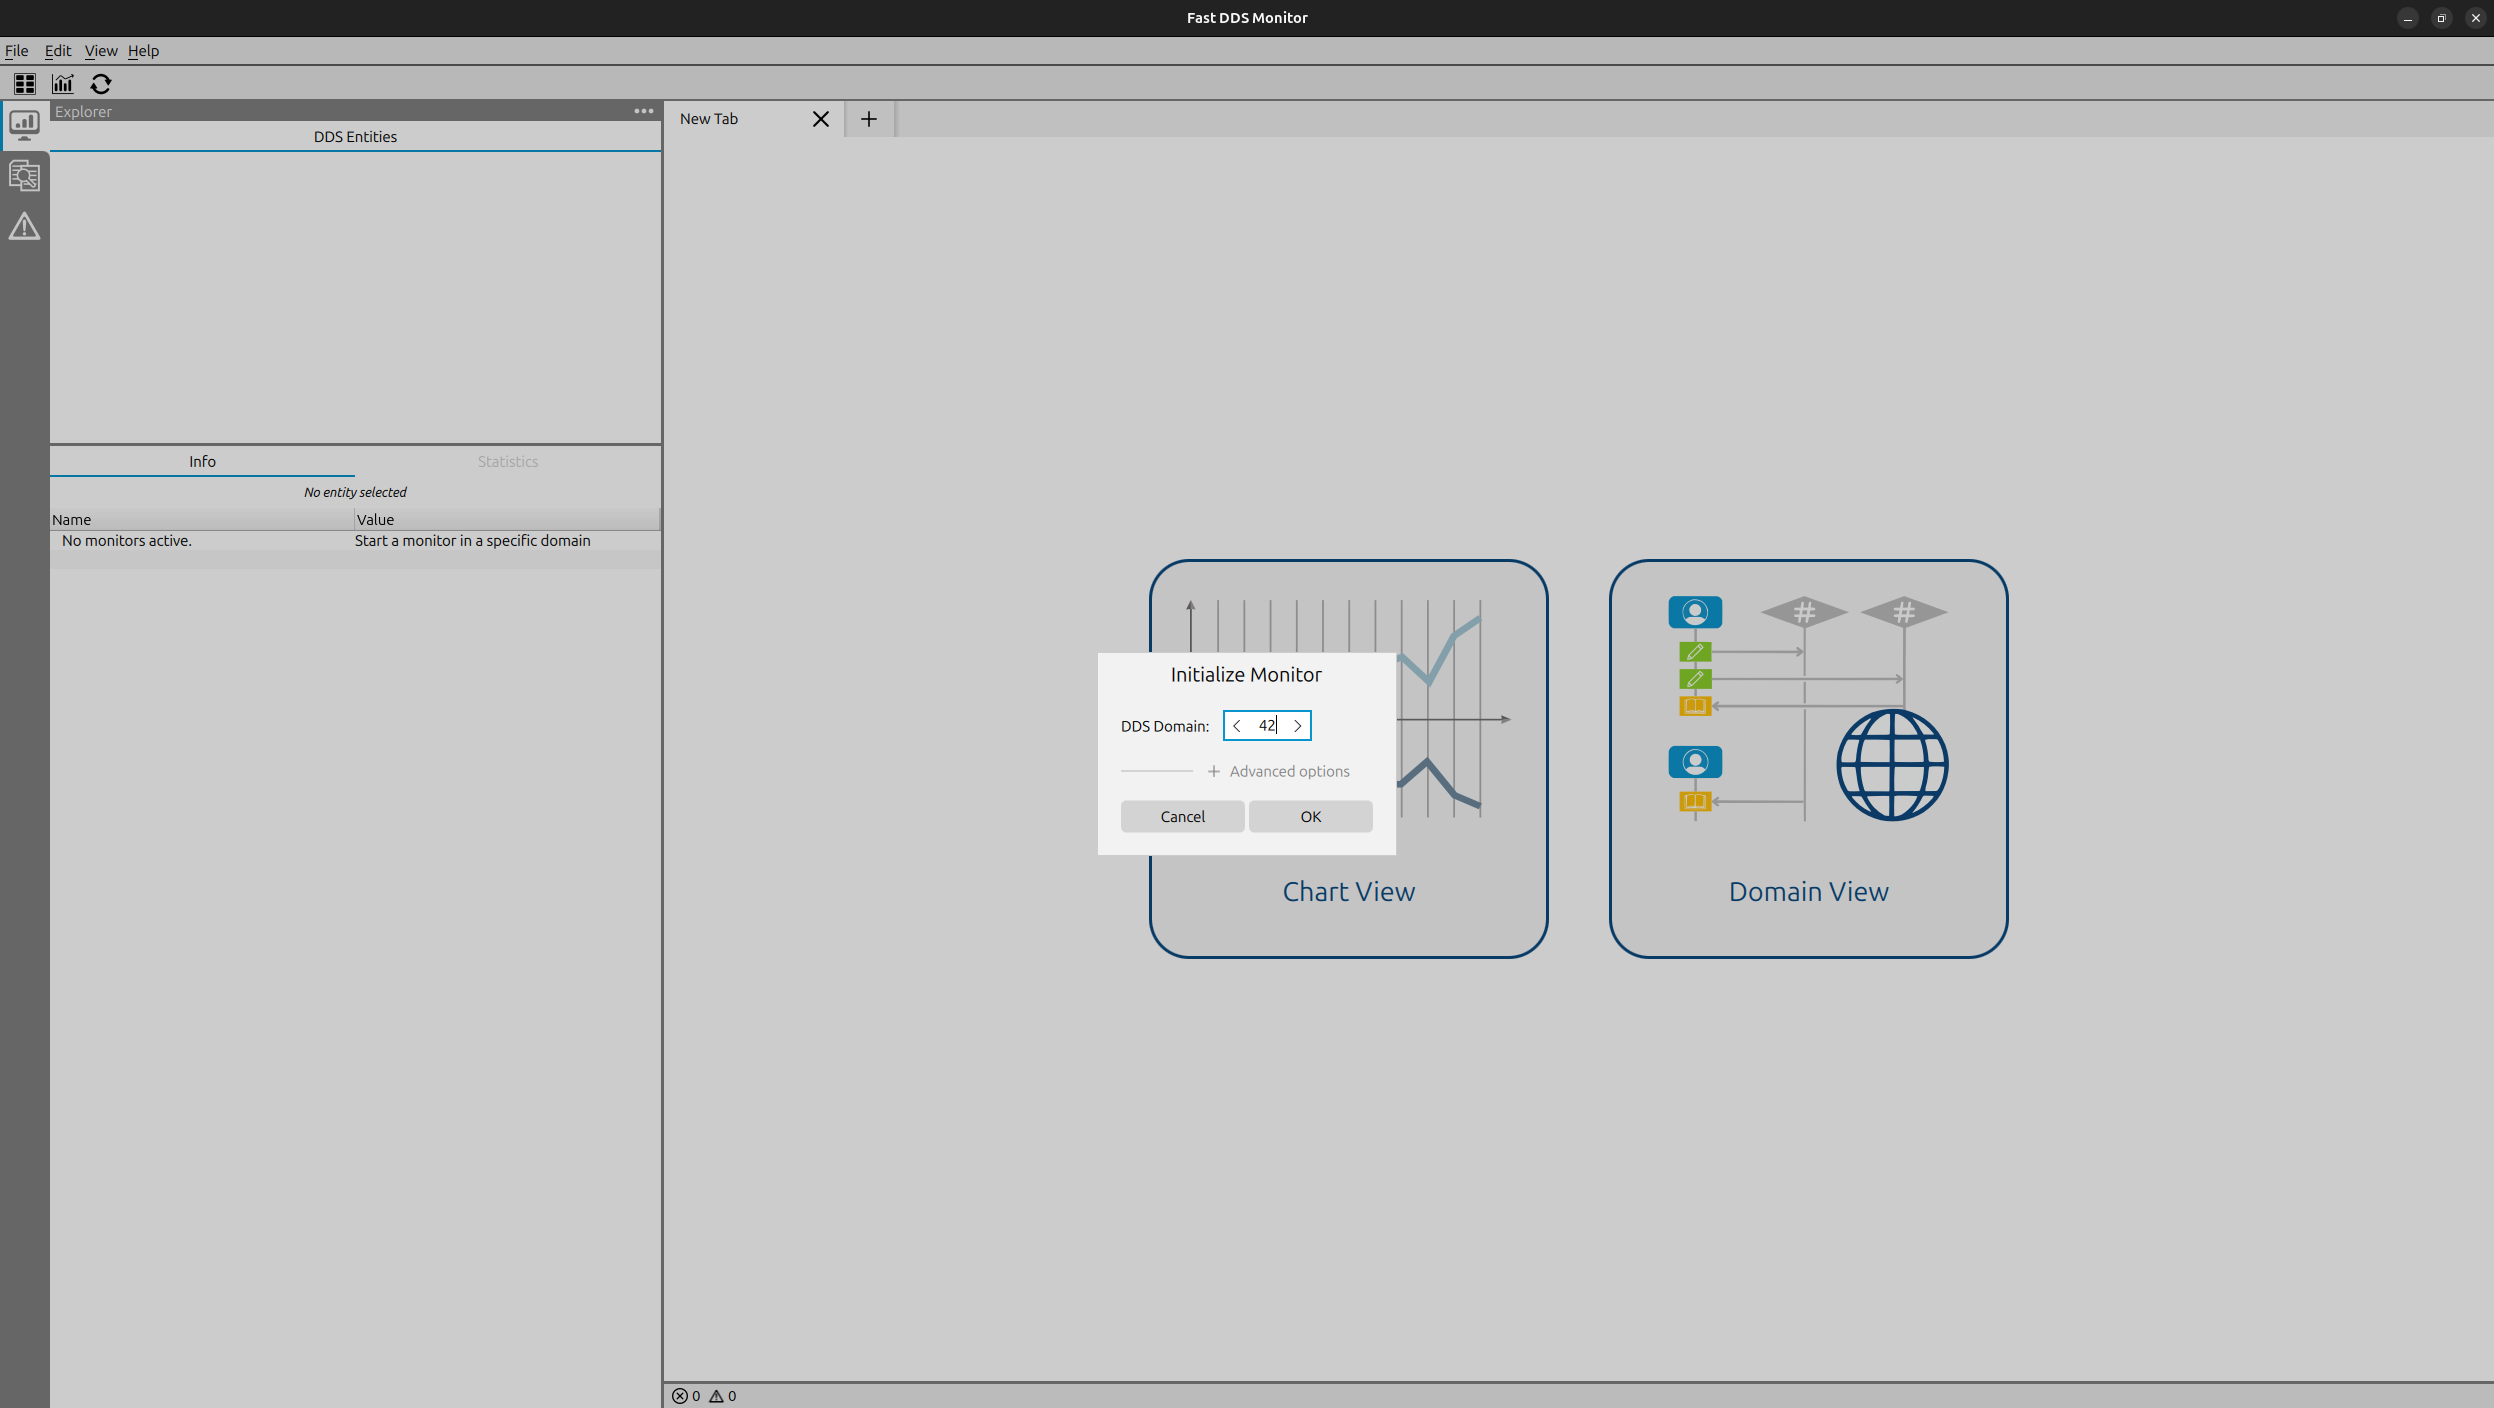 Fast DDS Monitor
File Edit View Help
Explorer
DDS Entities
New Tab
Info Statistics
No entity selected
Name Value
No monitors active. Start a monitor in a specific domain
Initialize Monitor
DDS Domain: 42
Advanced options
Cancel OK
Chart View
Domain View
0 0